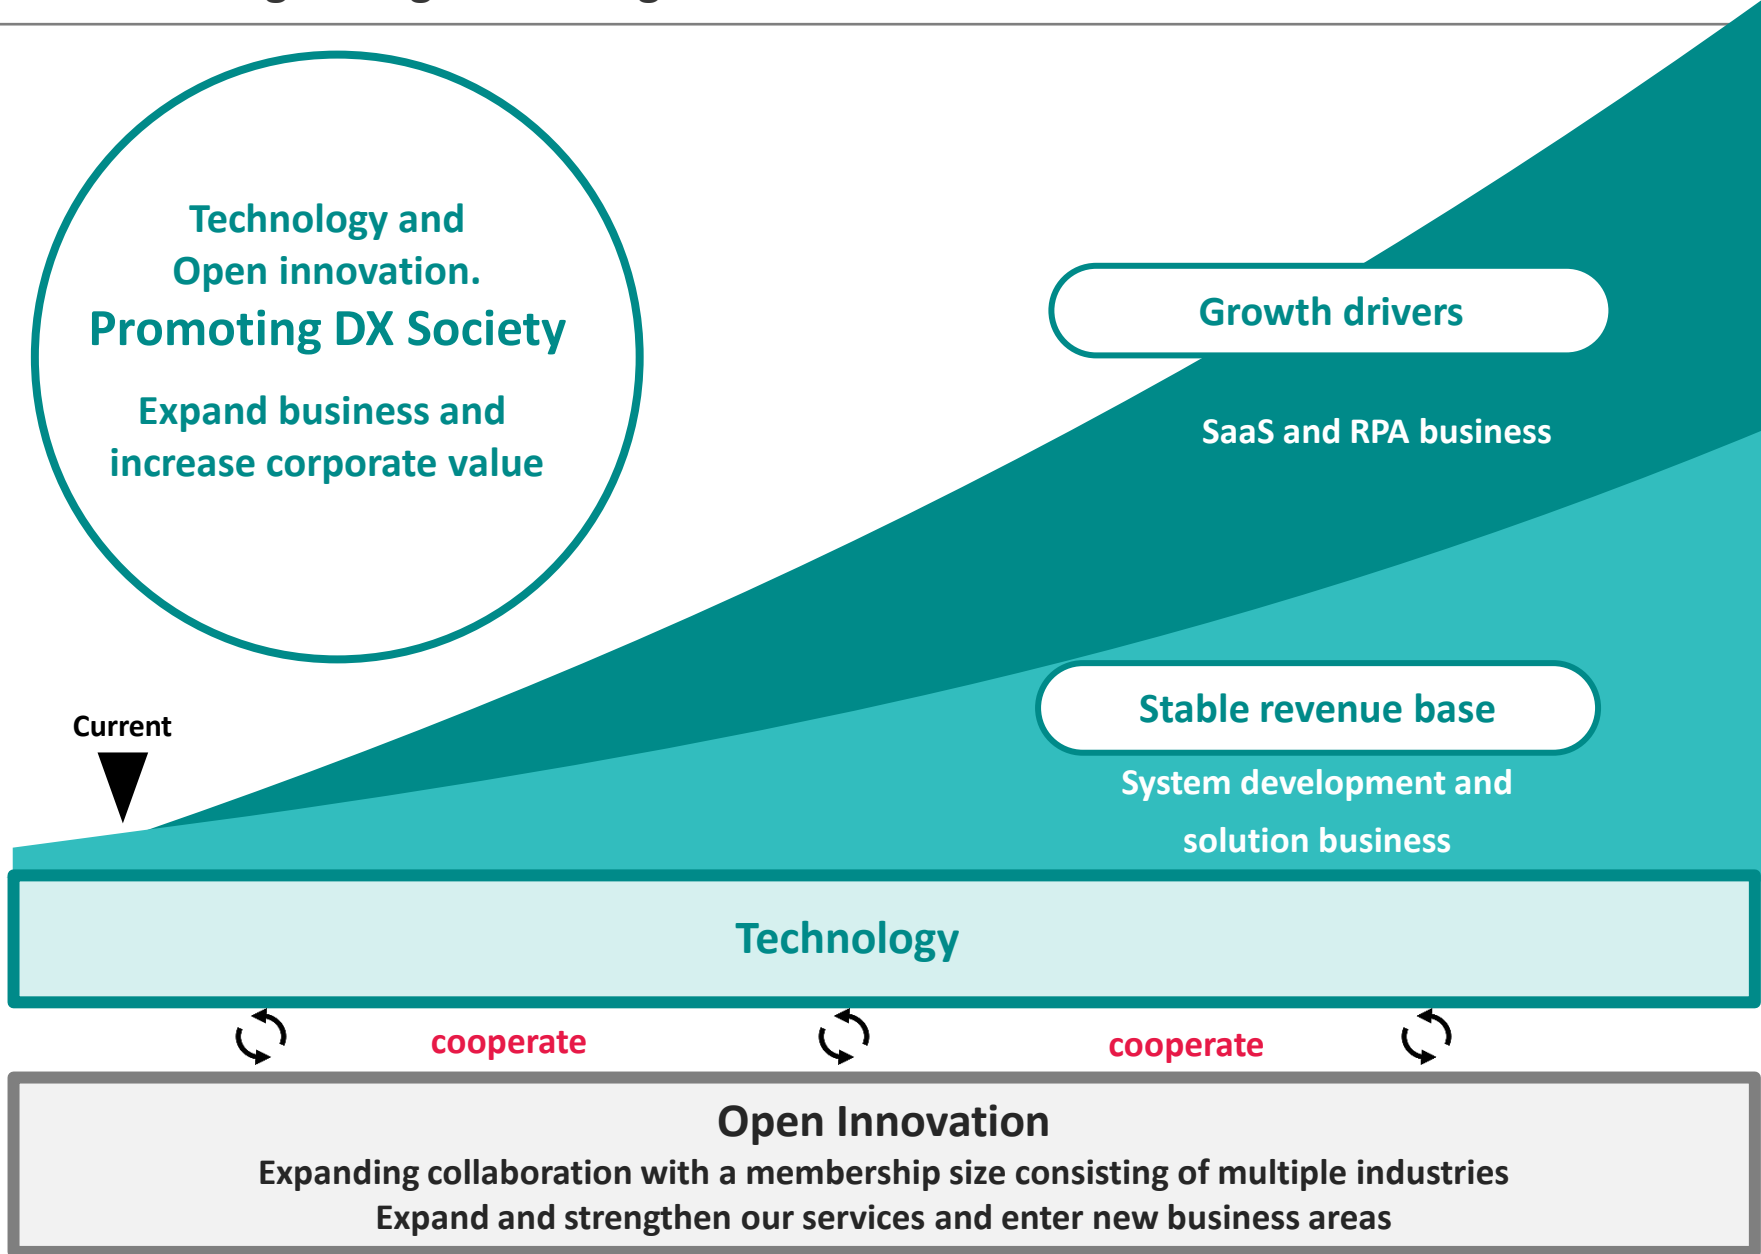 Technology and
Open innovation.
Promoting DX Society
Expand business and
increase corporate value
Growth drivers
SaaS and RPA business
Current
Stable revenue base
System development and
solution business
Technology
cooperate
cooperate
Open Innovation
Expanding collaboration with a membership size consisting of multiple industries
Expand and strengthen our services and enter new business areas